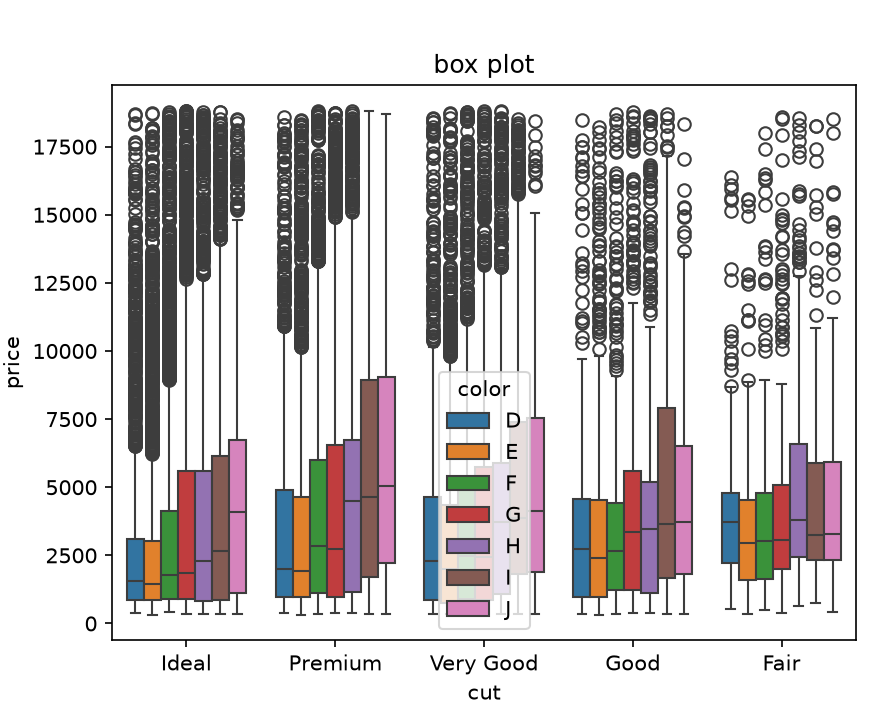 box plot
17500
15000
12500
10000
7500
5000
2500
0
price
color
D
E
F
G
H
I
J
Ideal
Premium
Very Good
Good
Fair
cut